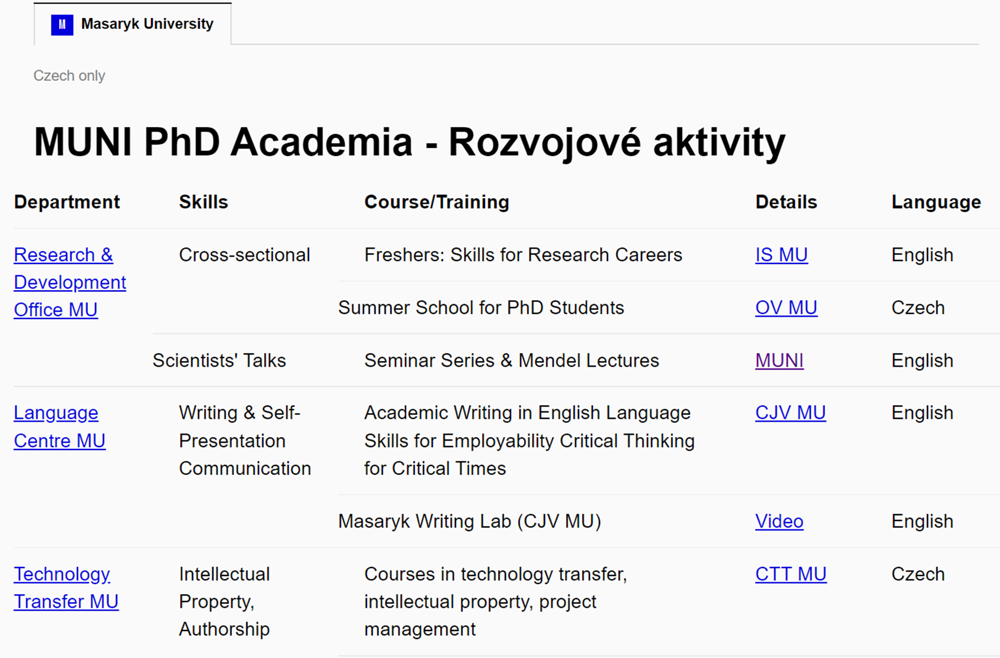 M Masaryk University
Czech only
MUNI PhD Academia - Rozvojové aktivity
Department Skills Course/Training Details Language
Research & Cross-sectional Freshers: Skills for Research Careers IS MU English
Development
Office MU
Summer School for PhD Students OV MU Czech
Scientists' Talks Seminar Series & Mendel Lectures MUNI English
Language Writing & Self- Academic Writing in English Language CJV MU English
Centre MU Presentation Skills for Employability Critical Thinking
Communication for Critical Times
Masaryk Writing Lab (CJV MU) Video English
Technology Intellectual Courses in technology transfer, CTT MU Czech
Transfer MU Property, intellectual property, project
Authorship management